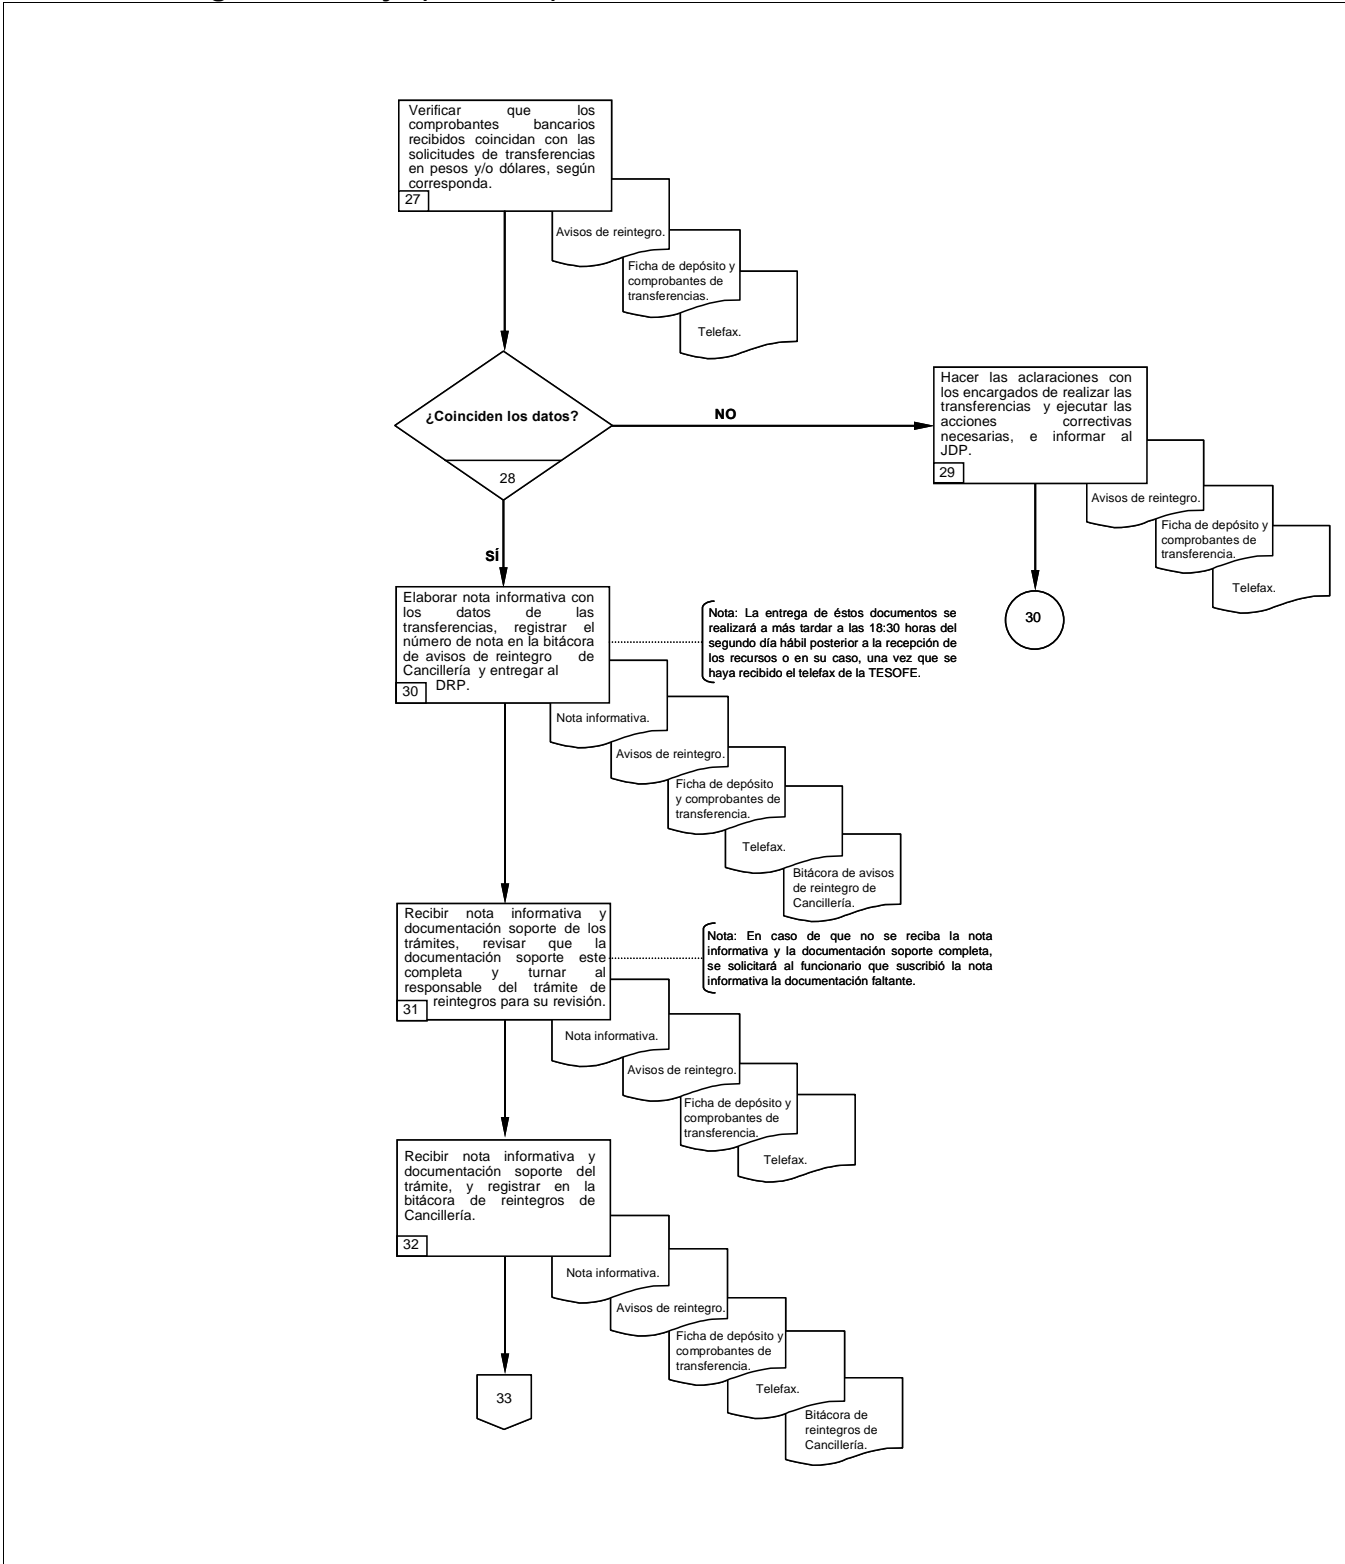 Verificar que los
comprobantes bancarios
recibidos coincidan con las
solicitudes de transferencias
en pesos y/o dólares, según
corresponda.
27
Avisos de reintegro.
Ficha de depósito y
comprobantes de
transferencias.
Telefax.
¿Coinciden los datos?
28
NO
Hacer las aclaraciones con
los encargados de realizar las
transferencias y ejecutar las
acciones correctivas
necesarias, e informar al
JDP.
29
Avisos de reintegro.
Ficha de depósito y
comprobantes de
transferencia.
Telefax.
30
SÍ
Elaborar nota informativa con
los datos de las
transferencias, registrar el
número de nota en la bitácora
de avisos de reintegro de
Cancillería y entregar al
DRP.
30
Nota: La entrega de éstos documentos se
realizará a más tardar a las 18:30 horas del
segundo día hábil posterior a la recepción de
los recursos o en su caso, una vez que se
haya recibido el telefax de la TESOFE.
Nota informativa.
Avisos de reintegro.
Ficha de depósito
y comprobantes de
transferencia.
Telefax.
Bitácora de avisos
de reintegro de
Cancillería.
Recibir nota informativa y
documentación soporte de los
trámites, revisar que la
documentación soporte este
completa y turnar al
responsable del trámite de
reintegros para su revisión.
31
Nota: En caso de que no se reciba la nota
informativa y la documentación soporte completa,
se solicitará al funcionario que suscribió la nota
informativa la documentación faltante.
Nota informativa.
Avisos de reintegro.
Ficha de depósito y
comprobantes de
transferencia.
Telefax.
Recibir nota informativa y
documentación soporte del
trámite, y registrar en la
bitácora de reintegros de
Cancillería.
32
Nota informativa.
Avisos de reintegro.
Ficha de depósito y
comprobantes de
transferencia.
Telefax.
Bitácora de
reintegros de
Cancillería.
33